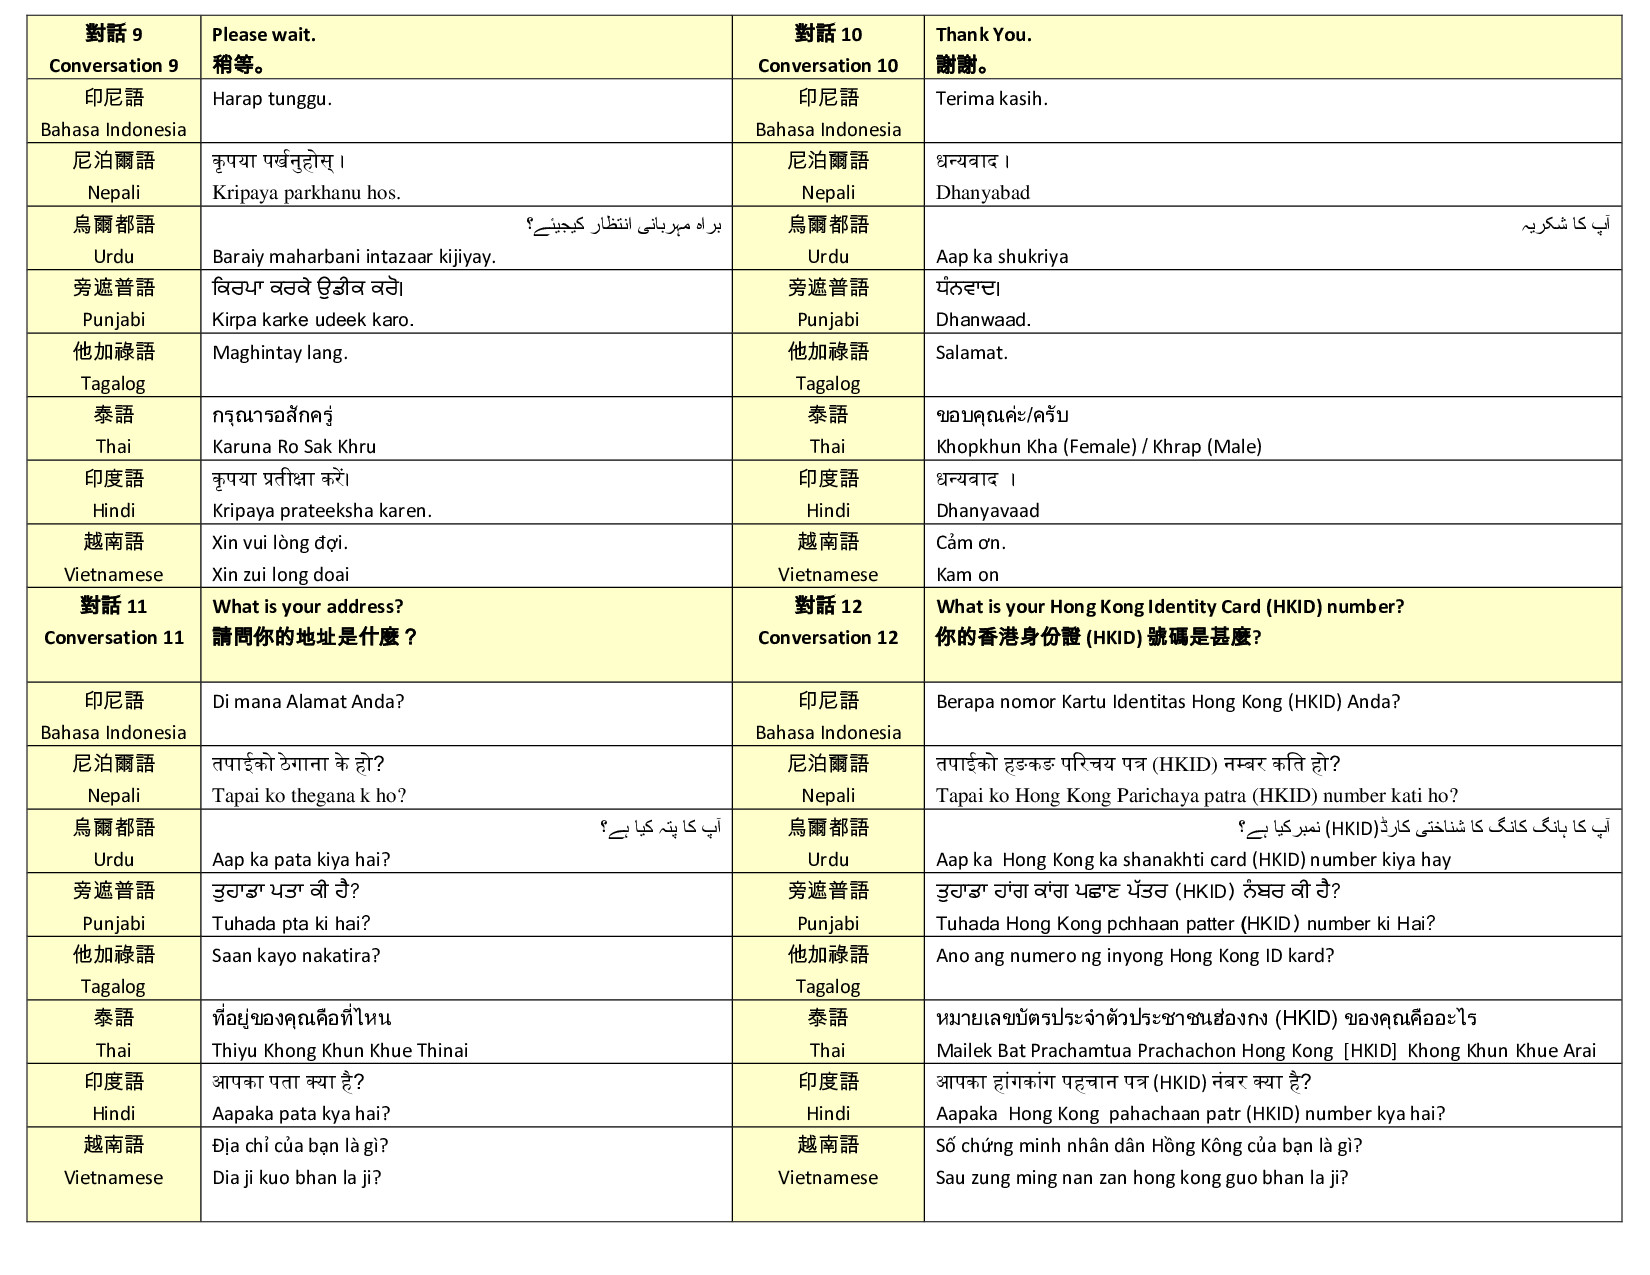 對話 9
Conversation 9
Please wait.
稍等。
印尼語
Bahasa Indonesia
Harap tunggu.
尼泊爾語
Nepali
कृपया पर्खनुहोस् ।
Kripaya parkhanu hos.
烏爾都語
Urdu
براہ مہربانی انتظار کیجیئے؟
Baraiy maharbani intazaar kijiyay.
旁遮普語
Punjabi
ਕਿਰਪਾ ਕਰਕੇ ਉਡੀਕ ਕਰੋ।
Kirpa karke udeek karo.
他加祿語
Tagalog
Maghintay lang.
泰語
Thai
กรุณารอสักครู่
Karuna Ro Sak Khru
印度語
Hindi
कृपया प्रतीक्षा करें।
Kripaya prateeksha karen.
越南語
Vietnamese
Xin vui lòng đợi.
Xin zui long doai
對話 10
Conversation 10
Thank You.
謝謝。
印尼語
Bahasa Indonesia
Terima kasih.
尼泊爾語
Nepali
धन्यवाद ।
Dhanyabad
烏爾都語
Urdu
آپ کا شکریہ
Aap ka shukriya
旁遮普語
Punjabi
ਧੰਨਵਾਦ।
Dhanwaad.
他加祿語
Tagalog
Salamat.
泰語
Thai
ขอบคุณค่ะ/ครับ
Khopkhun Kha (Female) / Khrap (Male)
印度語
Hindi
धन्यवाद ।
Dhanyavaad
越南語
Vietnamese
Cảm ơn.
Kam on
對話 11
Conversation 11
What is your address?
請問你的地址是什麼？
印尼語
Bahasa Indonesia
Di mana Alamat Anda?
尼泊爾語
Nepali
तपाईको ठेगाना के हो?
Tapai ko thegana k ho?
烏爾都語
Urdu
آپ کا پتہ کیا ہے؟
Aap ka pata kiya hai?
旁遮普語
Punjabi
ਤੁਹਾਡਾ ਪਤਾ ਕੀ ਹੈ?
Tuhada pta ki hai?
他加祿語
Tagalog
Saan kayo nakatira?
泰語
Thai
ที่อยู่ของคุณคือที่ไหน
Thiyu Khong Khun Khue Thinai
印度語
Hindi
आपका पता क्या है?
Aapaka pata kya hai?
越南語
Vietnamese
Địa chỉ của bạn là gì?
Dia ji kuo bhan la ji?
對話 12
Conversation 12
What is your Hong Kong Identity Card (HKID) number?
你的香港身份證 (HKID) 號碼是甚麼?
印尼語
Bahasa Indonesia
Berapa nomor Kartu Identitas Hong Kong (HKID) Anda?
尼泊爾語
Nepali
तपाईको हङकङ परिचय पत्र (HKID) नम्बर कति हो?
Tapai ko Hong Kong Parichaya patra (HKID) number kati ho?
烏爾都語
Urdu
آپ کا ہانگ کانگ کا شناختی کارڈ(HKID) نمبرکیا ہے؟
Aap ka Hong Kong ka shanakhti card (HKID) number kiya hay
旁遮普語
Punjabi
ਤੁਹਾਡਾ ਹਾਂਗ ਕਾਂਗ ਪਛਾਣ ਪੱਤਰ (HKID) ਨੰਬਰ ਕੀ ਹੈ?
Tuhada Hong Kong pchhaan patter (HKID) number ki Hai?
他加祿語
Tagalog
Ano ang numero ng inyong Hong Kong ID kard?
泰語
Thai
หมายเลขบัตรประจำตัวประชาชนฮ่องกง (HKID) ของคุณคืออะไร
Mailek Bat Prachamtua Prachachon Hong Kong [HKID] Khong Khun Khue Arai
印度語
Hindi
आपका हांगकांग पहचान पत्र (HKID) नंबर क्या है?
Aapaka Hong Kong pahachaan patr (HKID) number kya hai?
越南語
Vietnamese
Số chứng minh nhân dân Hồng Kông của bạn là gì?
Sau zung ming nan zan hong kong guo bhan la ji?